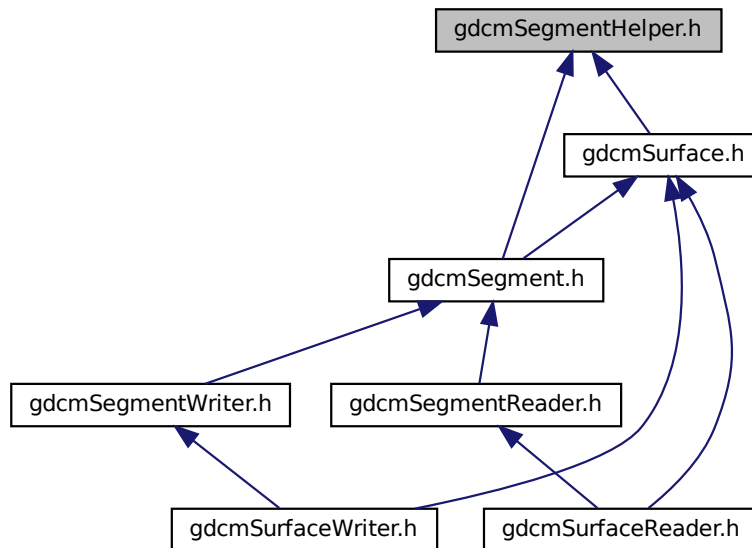 gdcmSegmentHelper.h
gdcmSurface.h
gdcmSegment.h
gdcmSegmentWriter.h
gdcmSegmentReader.h
gdcmSurfaceWriter.h
gdcmSurfaceReader.h